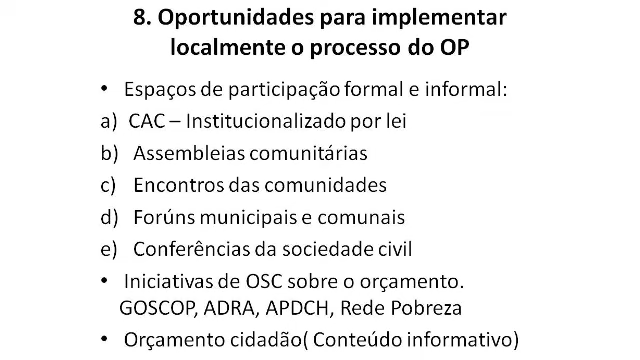 8. Oportunidades para implementar
localmente o processo do OP
• Espaços de participação formal e informal:
a) CAC – Institucionalizado por lei
b) Assembleias comunitárias
c) Encontros das comunidades
d) Forúns municipais e comunais
e) Conferências da sociedade civil
• Iniciativas de OSC sobre o orçamento.
GOSCOP, ADRA, APDCH, Rede Pobreza
• Orçamento cidadão( Conteúdo informativo)